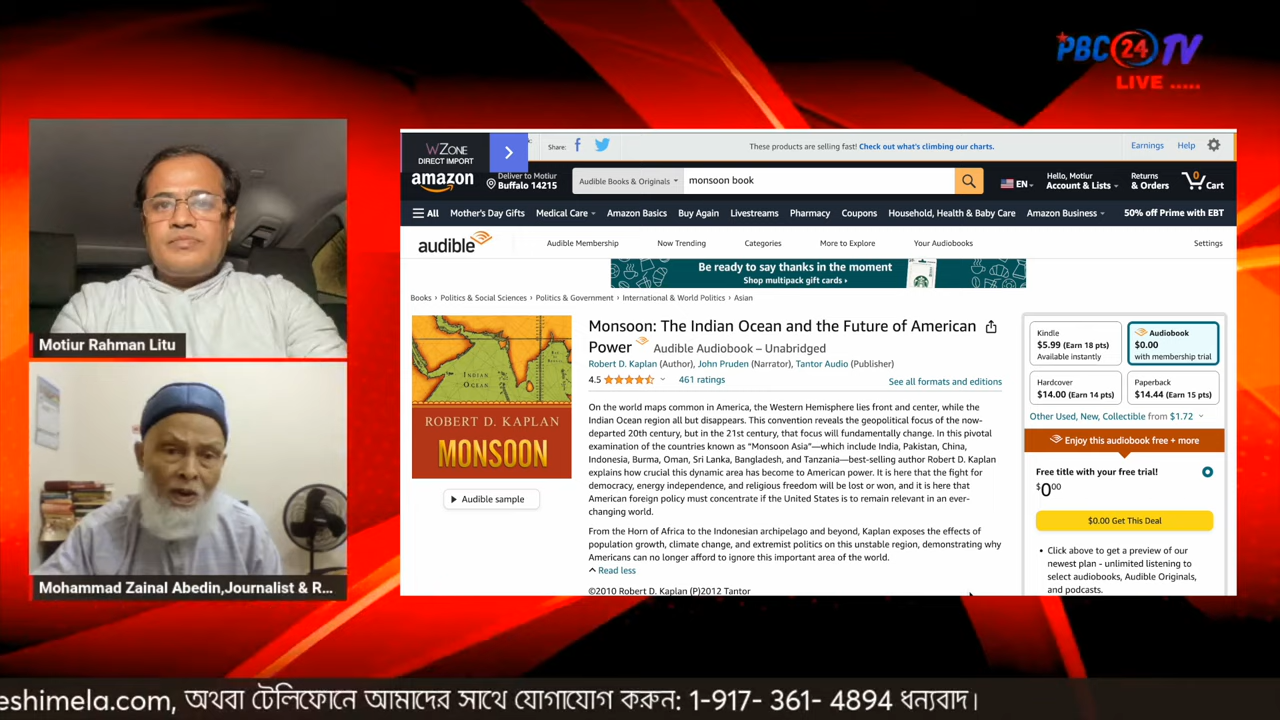 PBC 24 TV
LIVE .....
WZONE
DIRECT IMPORT
Share:
These products are selling fast! Check out what's climbing our charts.
Earnings
Help
amazon
Deliver to Motiur
Buffalo 14215
Audible Books & Originals
monsoon book
EN
Hello, Motiur
Account & Lists
Returns
& Orders
0
Cart
All
Mother's Day Gifts
Medical Care
Amazon Basics
Buy Again
Livestreams
Pharmacy
Coupons
Household, Health & Baby Care
Amazon Business
50% off Prime with EBT
audible
Audible Membership
Now Trending
Categories
More to Explore
Your Audiobooks
Settings
Be ready to say thanks in the moment
Shop multipack gift cards ›
Books › Politics & Social Sciences › Politics & Government › International & World Politics › Asian
INDIAN
OCEAN
ROBERT D. KAPLAN
MONSOON
Audible sample
Monsoon: The Indian Ocean and the Future of American
Power Audible Audiobook – Unabridged
Robert D. Kaplan (Author), John Pruden (Narrator), Tantor Audio (Publisher)
4.5
461 ratings
See all formats and editions
On the world maps common in America, the Western Hemisphere lies front and center, while the
Indian Ocean region all but disappears. This convention reveals the geopolitical focus of the now-
departed 20th century, but in the 21st century, that focus will fundamentally change. In this pivotal
examination of the countries known as "Monsoon Asia"—which include India, Pakistan, China,
Indonesia, Burma, Oman, Sri Lanka, Bangladesh, and Tanzania—best-selling author Robert D. Kaplan
explains how crucial this dynamic area has become to American power. It is here that the fight for
democracy, energy independence, and religious freedom will be lost or won, and it is here that
American foreign policy must concentrate if the United States is to remain relevant in an ever-
changing world.
From the Horn of Africa to the Indonesian archipelago and beyond, Kaplan exposes the effects of
population growth, climate change, and extremist politics on this unstable region, demonstrating why
Americans can no longer afford to ignore this important area of the world.
Read less
©2010 Robert D. Kaplan (P)2012 Tantor
Kindle
$5.99 (Earn 18 pts)
Available instantly
Audiobook
$0.00
with membership trial
Hardcover
$14.00 (Earn 14 pts)
Paperback
$14.44 (Earn 15 pts)
Other Used, New, Collectible from $1.72
Enjoy this audiobook free + more
Free title with your free trial!
$0.00
$0.00 Get This Deal
• Click above to get a preview of our
newest plan - unlimited listening to
select audiobooks, Audible Originals,
and podcasts.
Motiur Rahman Litu
Mohammad Zainal Abedin,Journalist & R...
eshimela.com, অথবা টেলিফোনে আমাদের সাথে যোগাযোগ করুন: 1-917- 361- 4894 ধন্যবাদ।